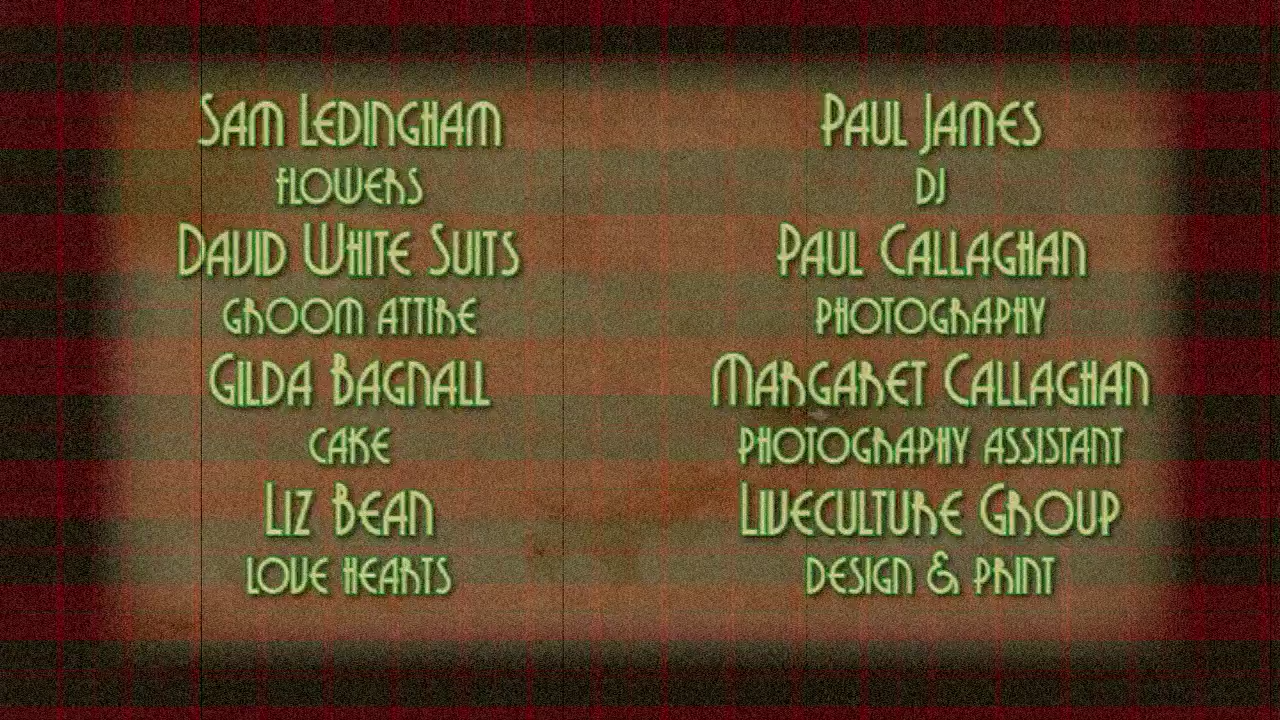 Sam Ledingham
Flowers
David White Suits
Groom Attire
Gilda Bagnall
Cake
Liz Bean
Love Hearts
Paul James
DJ
Paul Callaghan
Photography
Margaret Callaghan
Photography Assistant
Liveculture Group
Design & Print